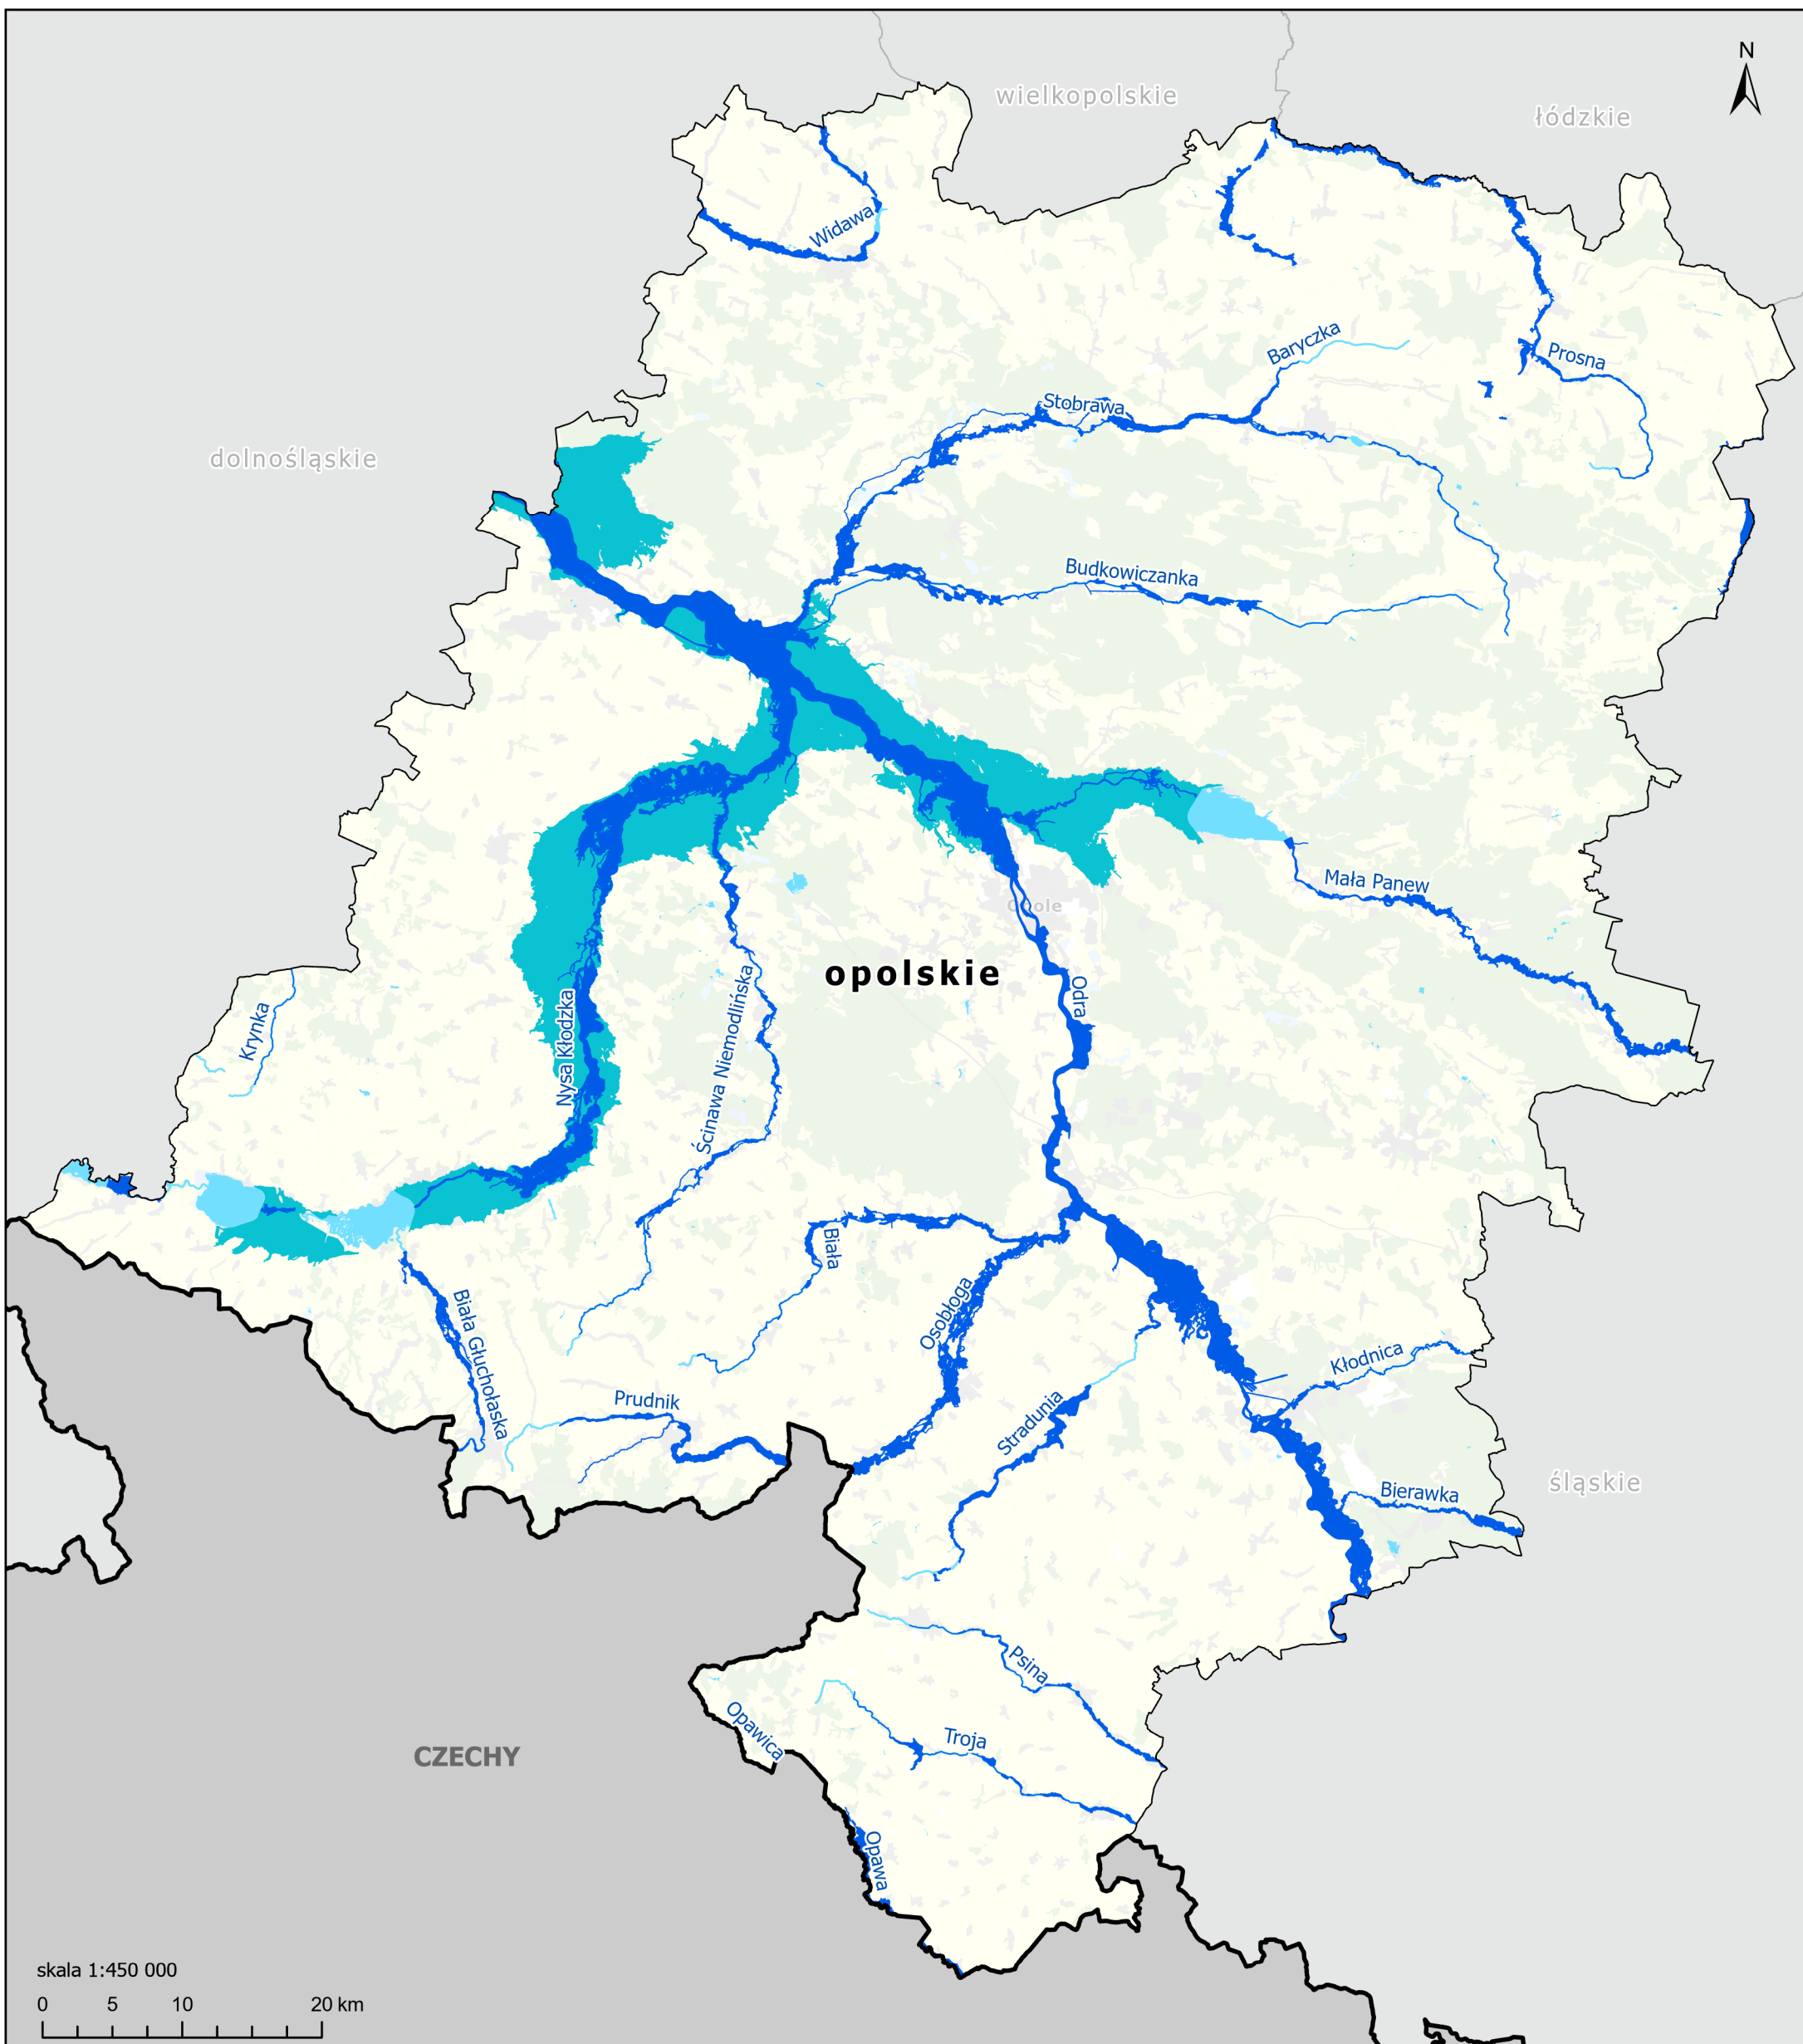 N
wielkopolskie
łódzkie
Widawa
Baryczka
Prosna
Stobrawa
dolnośląskie
Budkowiczanka
Mała Panew
Opole
opolskie
Odra
Nysa Kłodzka
Ścinawa Niemodlińska
Krynka
Biała
Osobłoga
Biała Głuchołaska
Kłodnica
Prudnik
Stradunia
Bierawka
śląskie
Psina
Opawica
Troja
CZECHY
Opawa
skala 1:450 000
0 5 10 20 km